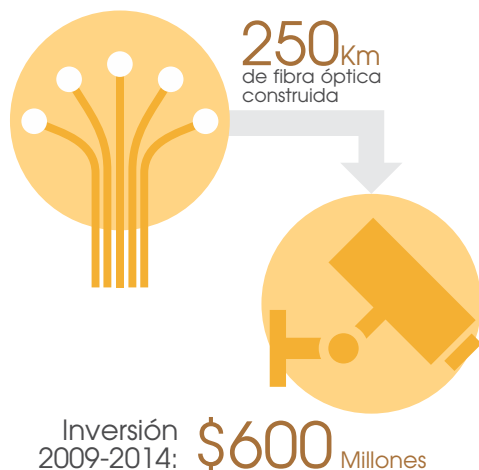 250Km
de fibra óptica
construida
Inversión
2009-2014: $600 Millones